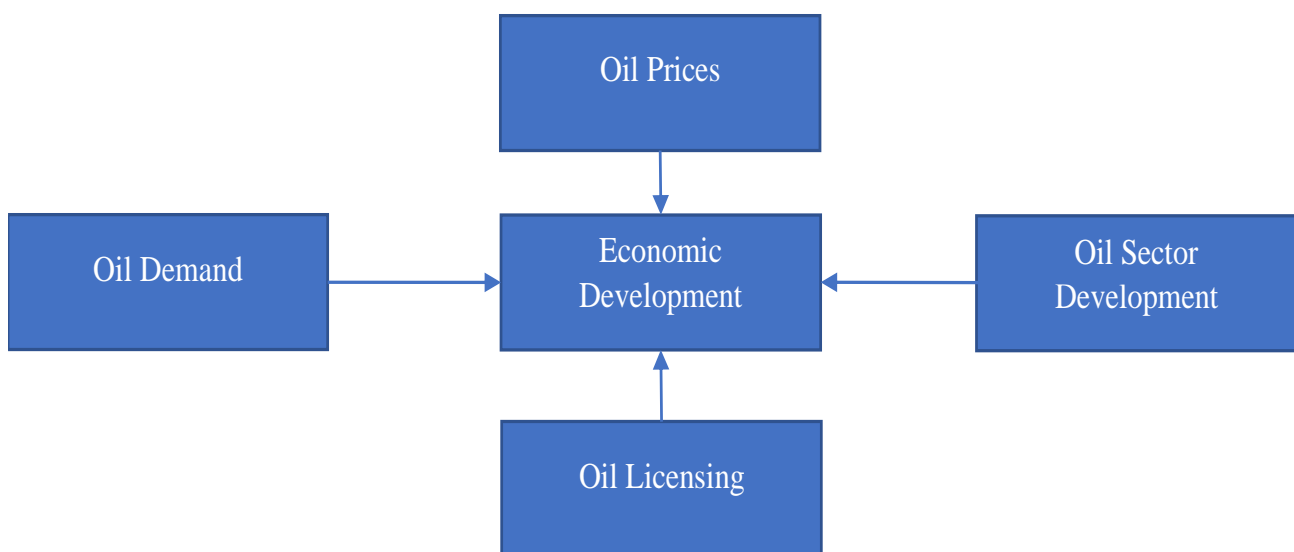 Oil Prices
Oil Demand
Economic
Development
Oil Sector
Development
Oil Licensing